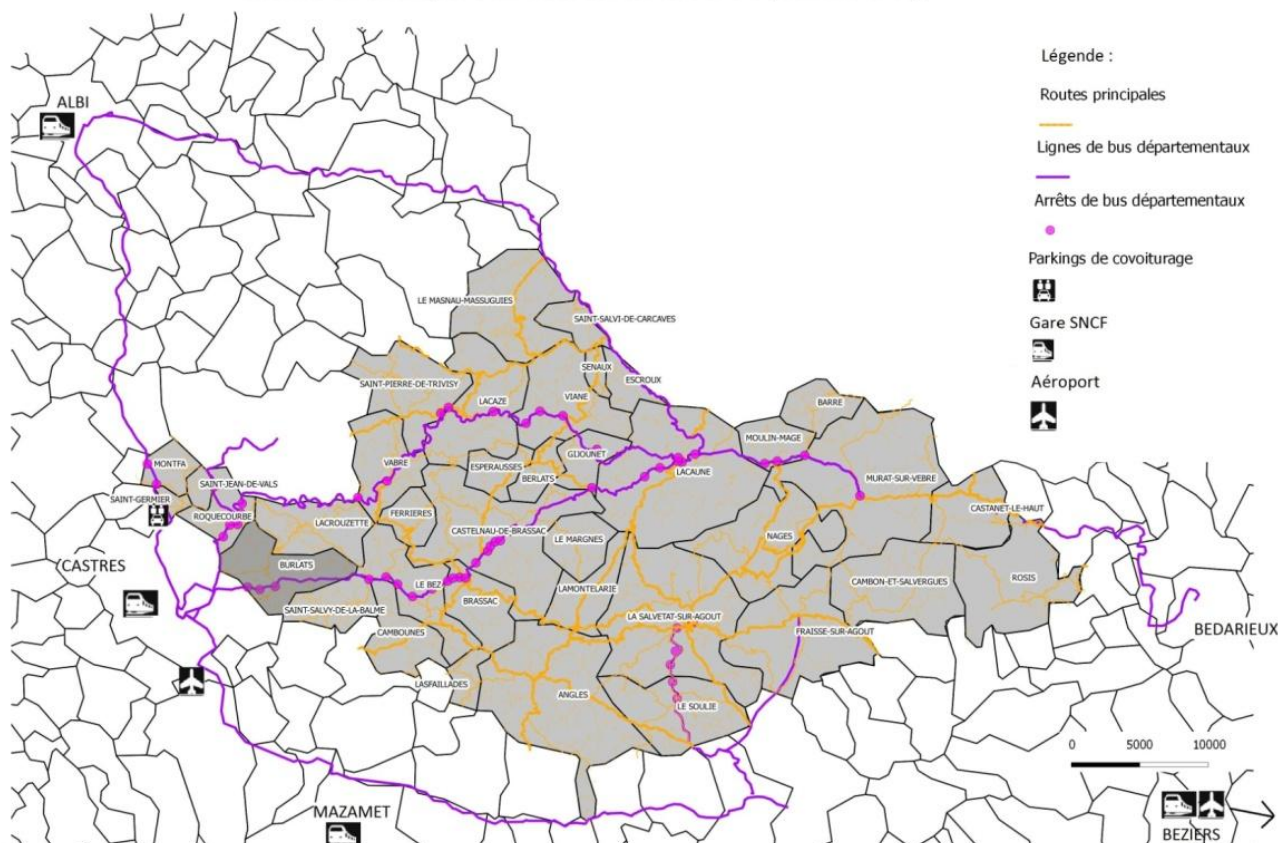 Légende :
Routes principales
Lignes de bus départementaux
Arrêts de bus départementaux
Parkings de covoiturage
Gare SNCF
Aéroport
ALBI
LE MASNAU-MASSUGUIES
SAINT-SALVI-DE-CARCAVES
SENAUX
ESCROUX
SAINT-PIERRE-DE-TRIVISY
LACAZE
VIANE
BARRE
MOULIN-MAGE
MONTFA
VABRE
ESPERAUSSES
GIJOUNET
BERLATS
LACAUNE
MURAT-SUR-VEBRE
SAINT-JEAN-DE-VALS
SAINT-GERMIER
ROQUECOURBE
LACROUZETTE
FERRIERES
CASTELNAU-DE-BRASSAC
LE MARGNES
NAGES
CASTANET-LE-HAUT
CASTRES
BURLATS
LE BEZ
BRASSAC
LAMONTELARIE
CAMBON-ET-SALVERGUES
ROSIS
SAINT-SALVY-DE-LA-BALME
LA SALVETAT-SUR-AGOUT
CAMBOUNES
FRAISSE-SUR-AGOUT
BEDARIEUX
LASFAILLADES
ANGLES
LE SOULIE
0 5000 10000
MAZAMET
BEZIERS